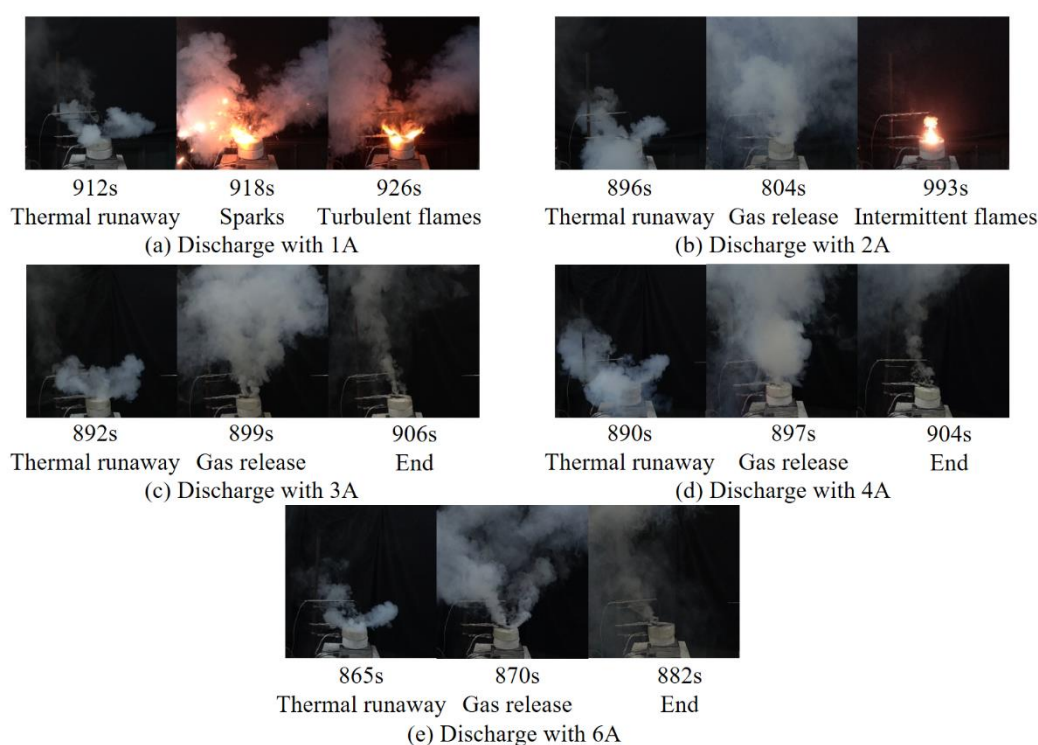 912s 918s 926s
Thermal runaway Sparks Turbulent flames
(a) Discharge with 1A
896s 804s 993s
Thermal runaway Gas release Intermittent flames
(b) Discharge with 2A
892s 899s 906s
Thermal runaway Gas release End
(c) Discharge with 3A
890s 897s 904s
Thermal runaway Gas release End
(d) Discharge with 4A
865s 870s 882s
Thermal runaway Gas release End
(e) Discharge with 6A